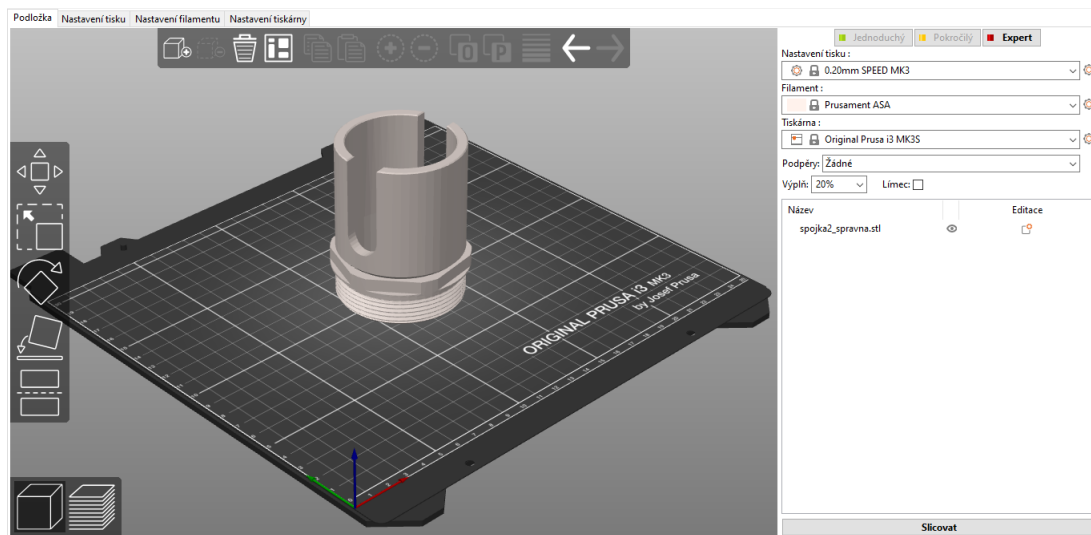 Podložka Nastavení tisku Nastavení filamentu Nastavení tiskárny
Jednoduchý Pokročilý Expert
Nastavení tisku :
0.20mm SPEED MK3
Filament :
Prusament ASA
Tiskárna :
Original Prusa i3 MK3S
Podpěry: Žádné
Výplň: 20% Límec:
Název Editace
spojka2_spravna.stl
ORIGINAL PRUSA i3 MK3
by Josef Prusa
Slicovat